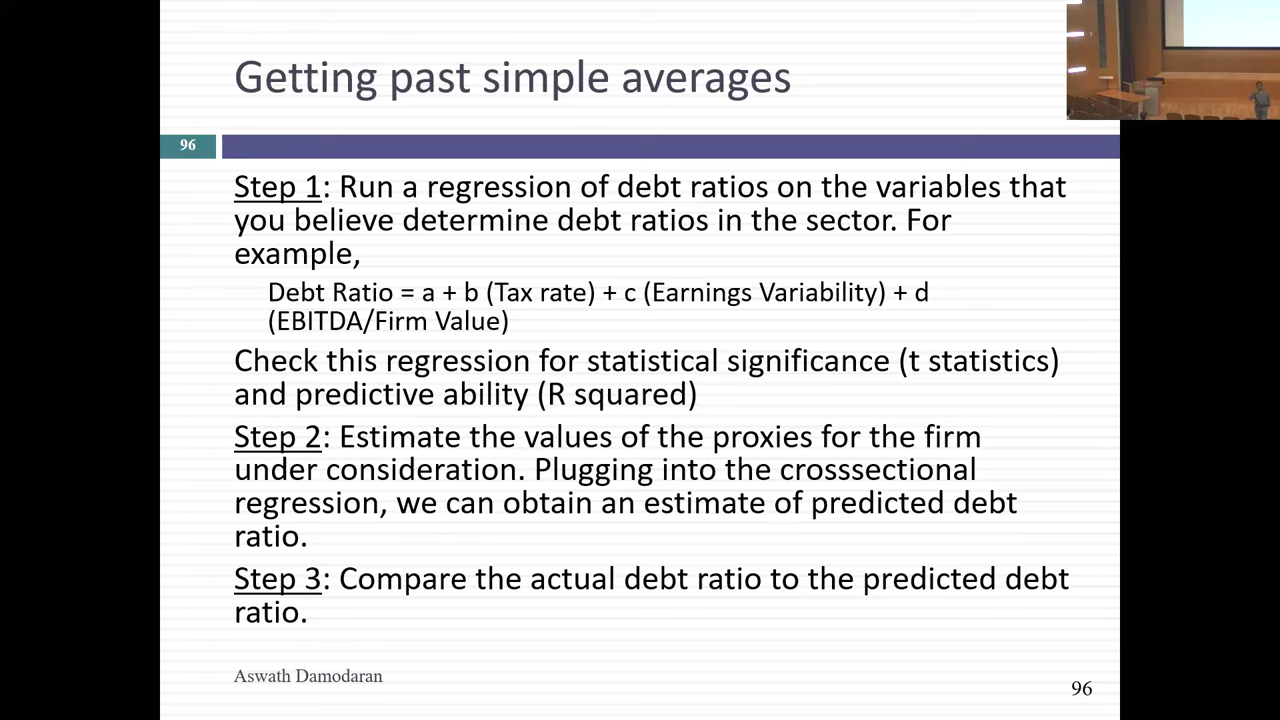 Getting past simple averages
96
Step 1: Run a regression of debt ratios on the variables that
you believe determine debt ratios in the sector. For
example,
Debt Ratio = a + b (Tax rate) + c (Earnings Variability) + d
(EBITDA/Firm Value)
Check this regression for statistical significance (t statistics)
and predictive ability (R squared)
Step 2: Estimate the values of the proxies for the firm
under consideration. Plugging into the crosssectional
regression, we can obtain an estimate of predicted debt
ratio.
Step 3: Compare the actual debt ratio to the predicted debt
ratio.
Aswath Damodaran
96